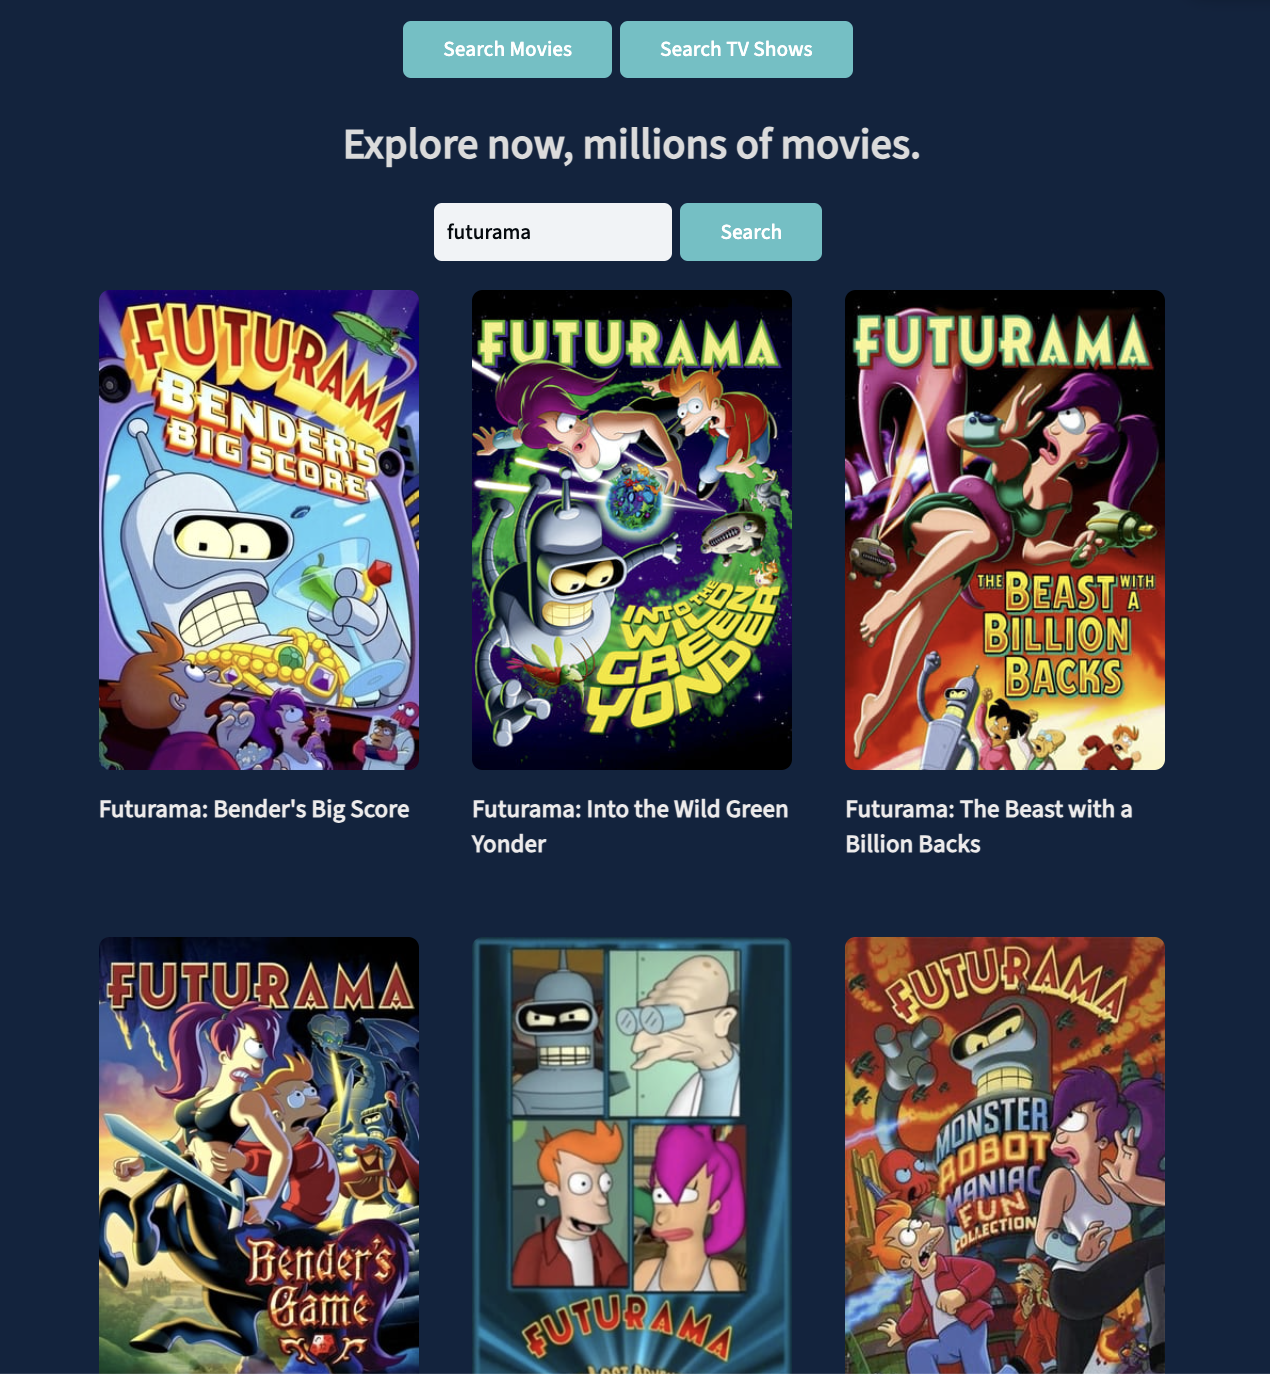 Search Movies
Search TV Shows
Explore now, millions of movies.
futurama
Search
FUTURAMA
BENDER'S
BIG SCORE
FUTURAMA
INTO THE
WILD
GREEN
YONDER
FUTURAMA
THE BEAST WITH A
BILLION
BACKS
Futurama: Bender's Big Score
Futurama: Into the Wild Green
Yonder
Futurama: The Beast with a
Billion Backs
FUTURAMA
Bender's
Game
FUTURAMA
LOST
FUTURAMA
MONSTER
ROBOT
MANIAC
FUN
COLLECTION